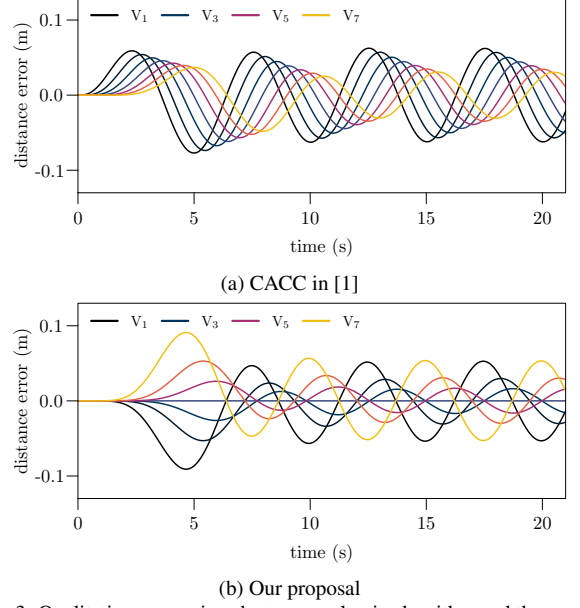 V1 V3 V5 V7
0.1
0.0
-0.1
distance error (m)
0 5 10 15 20
time (s)
(a) CACC in [1]
V1 V3 V5 V7
0.1
0.0
-0.1
distance error (m)
0 5 10 15 20
time (s)
(b) Our proposal